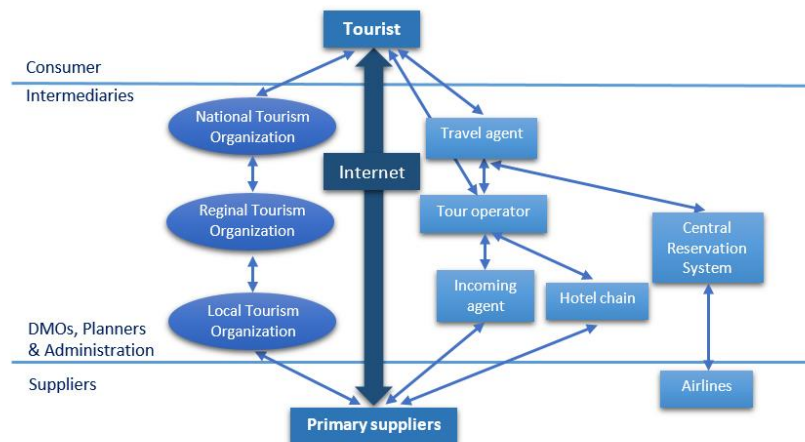 Tourist
Consumer
Intermediaries
National Tourism
Organization
Travel agent
Internet
Reginal Tourism
Organization
Tour operator
Central
Reservation
System
Incoming
agent
Hotel chain
Local Tourism
Organization
DMOs, Planners
& Administration
Suppliers
Airlines
Primary suppliers